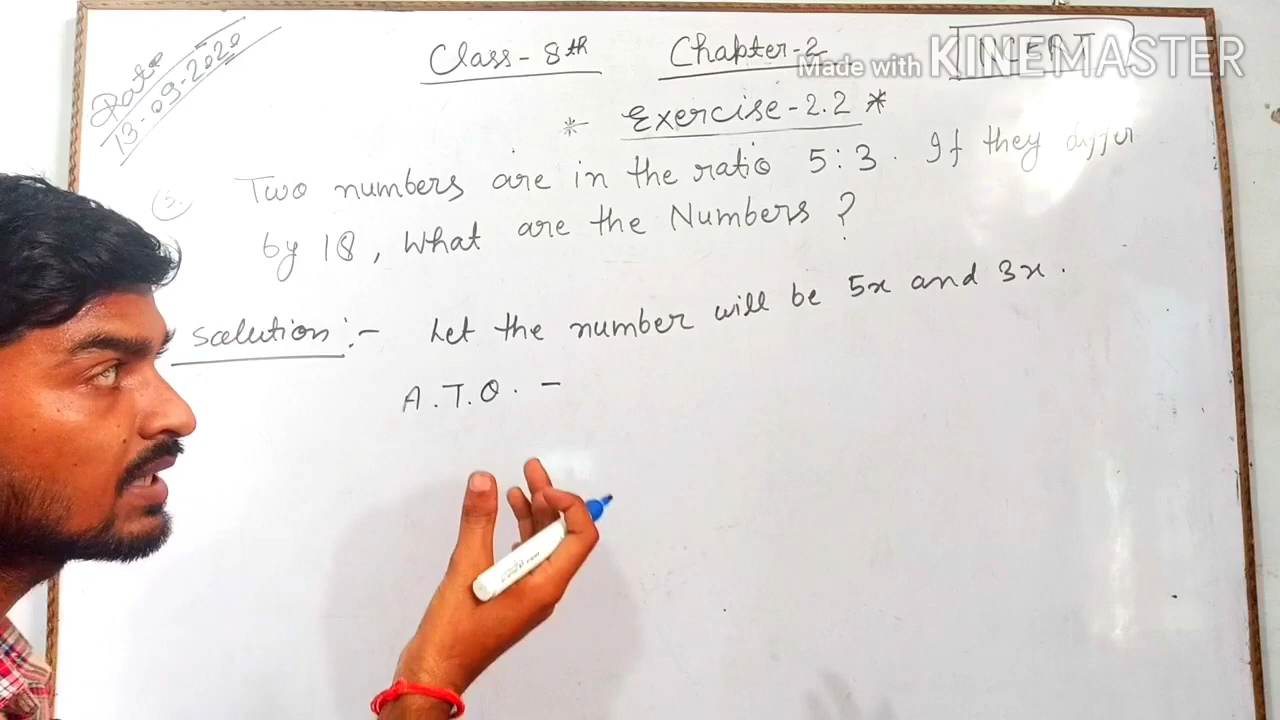 Date
13-09-2020
Class-8th Chapter-2 NCERT
Made with KINEMASTER
* Exercise-2.2 *
5. Two numbers are in the ratio 5:3. If they differ
by 18, What are the Numbers?
Solution:- Let the number will be 5x and 3x.
A.T.Q. -